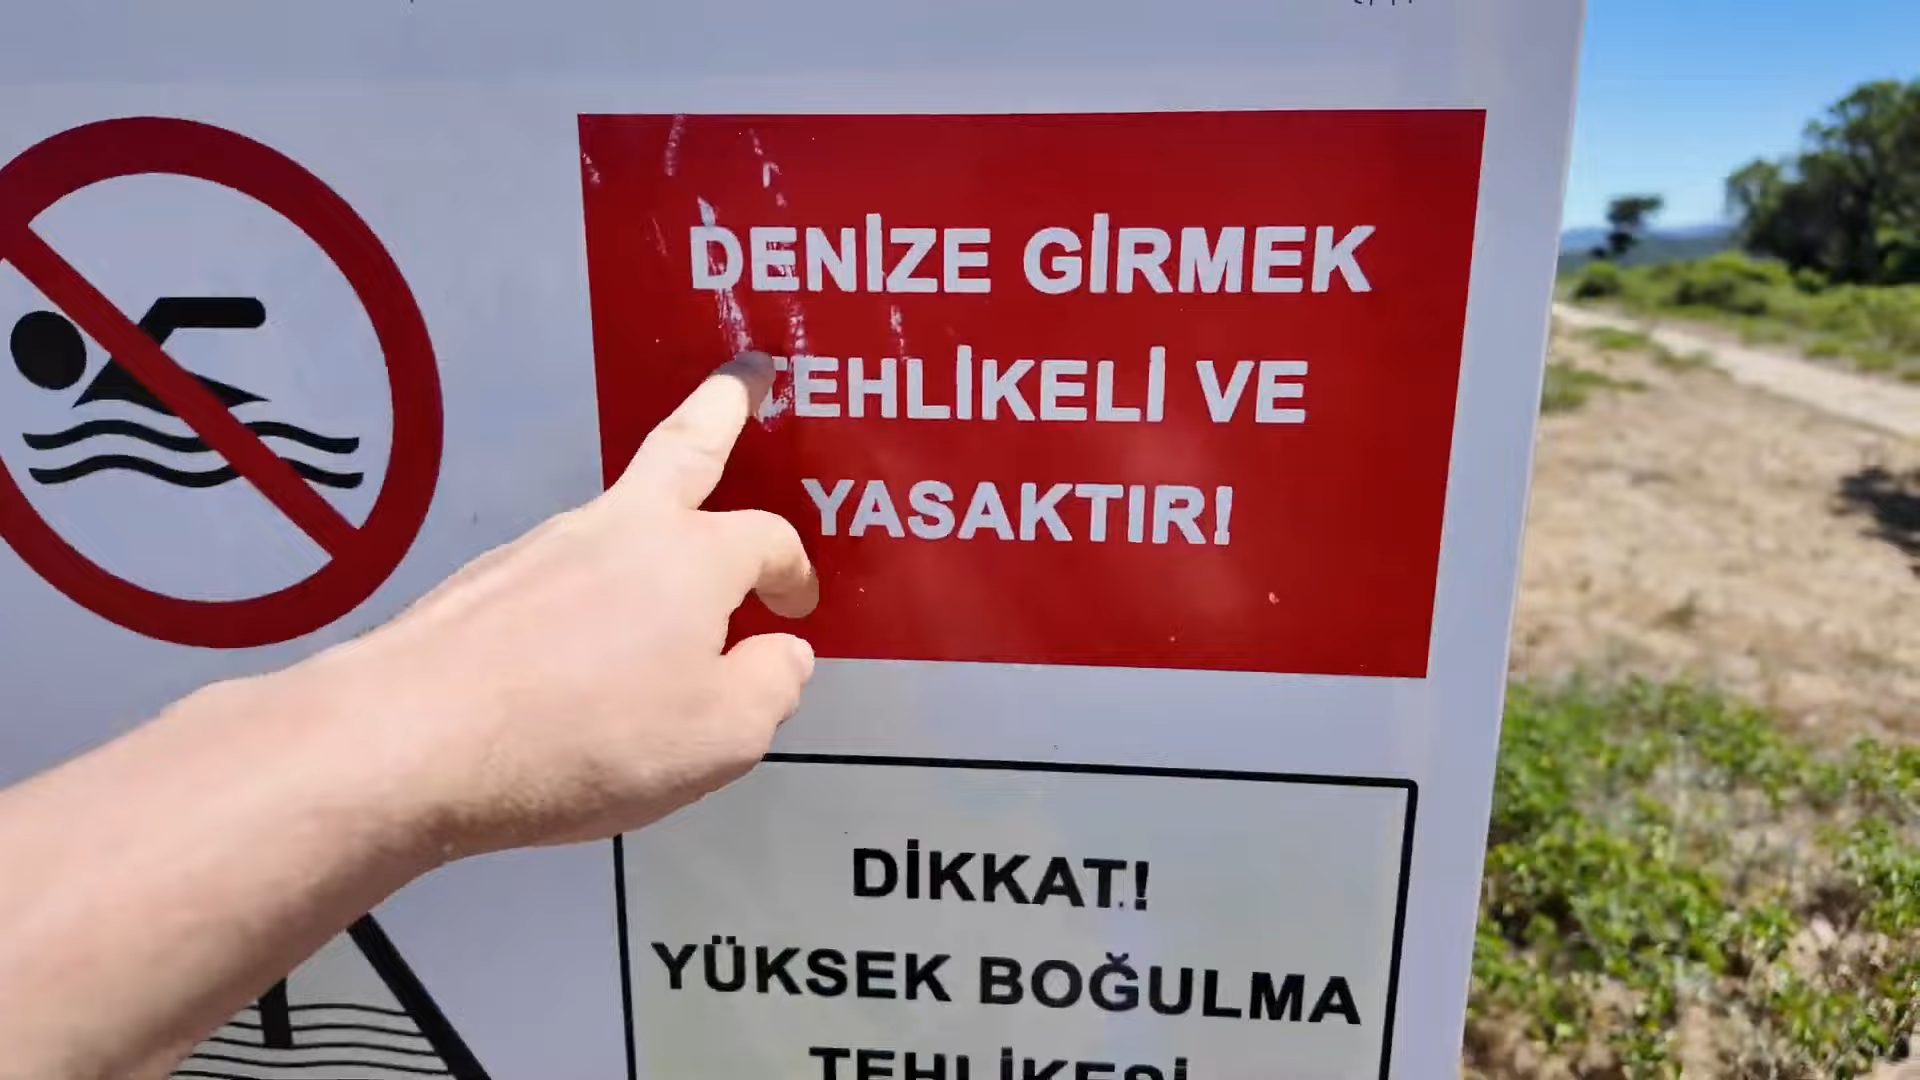 DENİZE GİRMEK
TEHLİKELİ VE
YASAKTIR!
DİKKAT!
YÜKSEK BOĞULMA
TEHLİKESİ